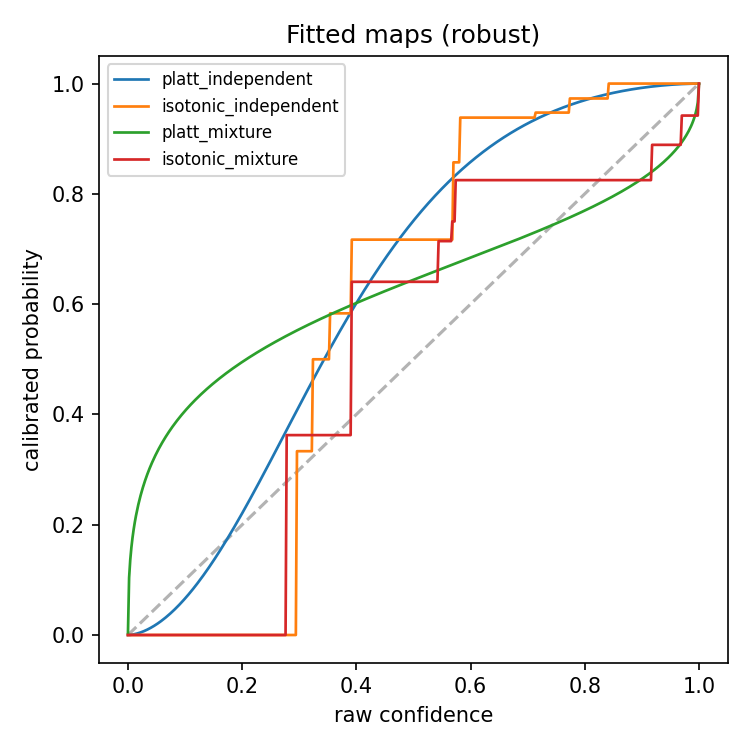 Fitted maps (robust)
platt_independent
isotonic_independent
platt_mixture
isotonic_mixture
calibrated probability
1.0
0.8
0.6
0.4
0.2
0.0
0.0 0.2 0.4 0.6 0.8 1.0
raw confidence